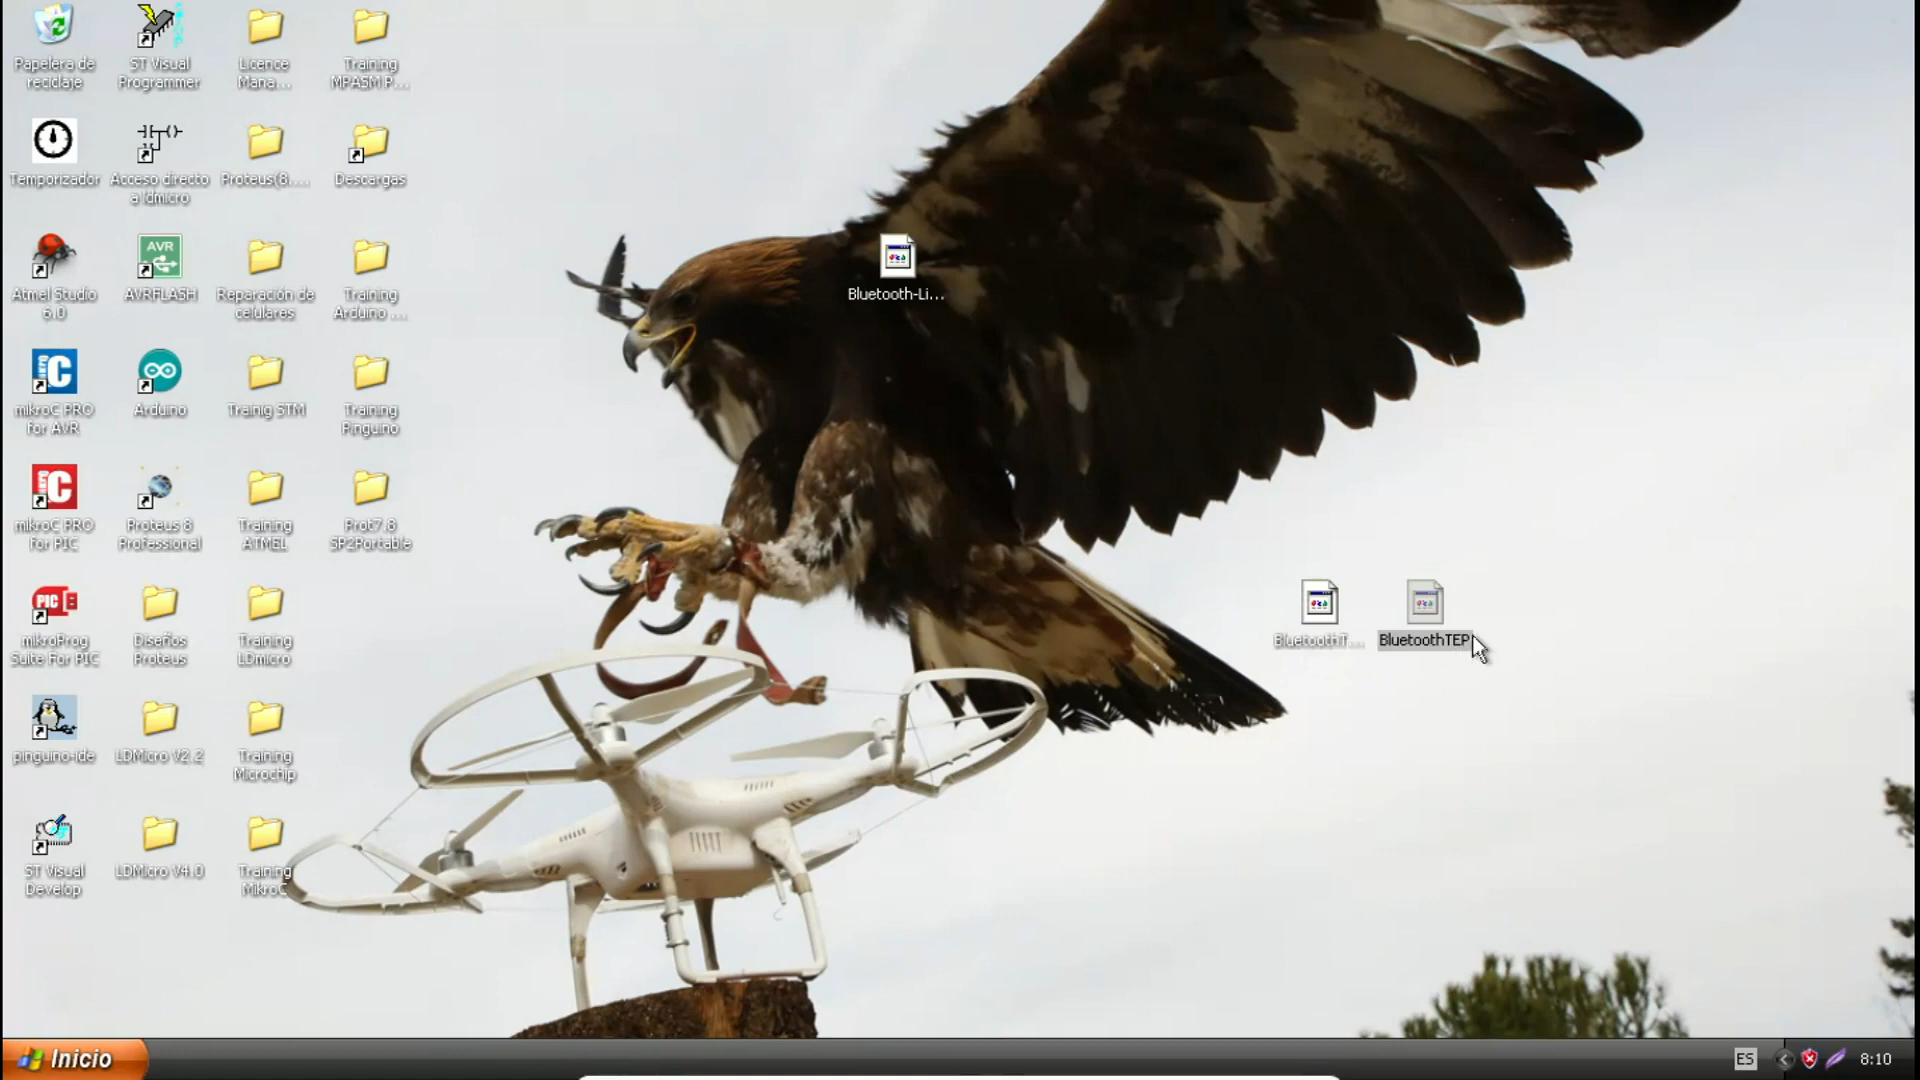 Papelera de
reciclaje
ST Visual
Programmer
Licence
Mana...
Training
MPASM P...
Temporizador
Acceso directo
a ldmicro
Proteus(8....
Descargas
Atmel Studio
6.0
AVR
AVRFLASH
Reparación de
celulares
Training
Arduino ...
Bluetooth-Li...
mikroC PRO
for AVR
Arduino
Trainig STM
Training
Pinguino
mikroC PRO
for PIC
Proteus 8
Professional
Training
ATMEL
Prot7.8
SP2Portable
PIC
mikroProg
Suite For PIC
Diseños
Proteus
Training
LDmicro
BluetoothT...
BluetoothTEP
pinguino-ide
LDMicro V2.2
Training
Microchip
ST Visual
Develop
LDMicro V4.0
Training
MikroC
Inicio
ES
8:10